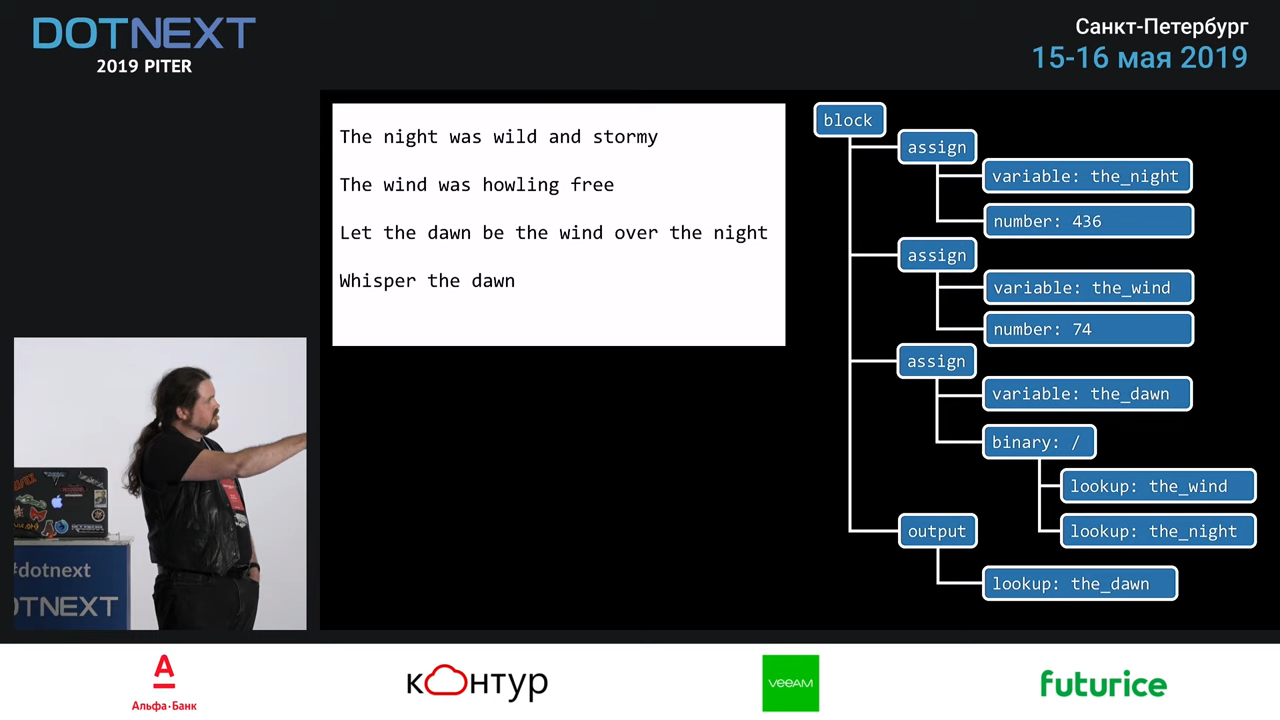 DOTNEXT
2019 PITER
Санкт-Петербург
15-16 мая 2019
The night was wild and stormy
The wind was howling free
Let the dawn be the wind over the night
Whisper the dawn
block
assign
variable: the_night
number: 436
assign
variable: the_wind
number: 74
assign
variable: the_dawn
binary: /
lookup: the_wind
lookup: the_night
output
lookup: the_dawn
#dotnext
DOTNEXT
Альфа·Банк
контур
veeam
futurice